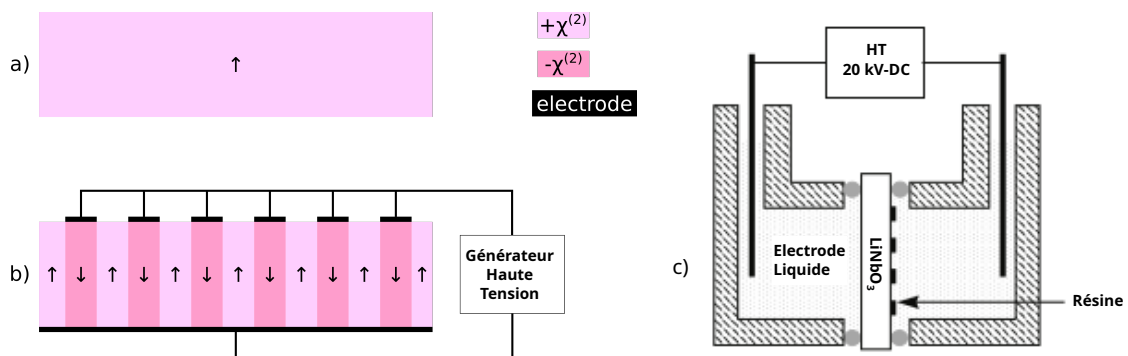 a)
↑
+χ⁽²⁾
-χ⁽²⁾
electrode
b)
↑ ↓ ↑ ↓ ↑ ↓ ↑ ↓ ↑ ↓ ↑ ↓ ↑
Générateur
Haute
Tension
c)
HT
20 kV-DC
Electrode
Liquide
LiNbO₃
Résine